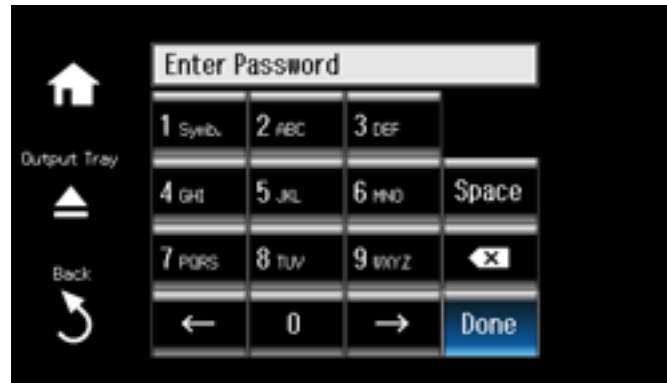 Enter Password
1 Symb. 2 ABC 3 DEF
Output Tray
4 GHI 5 JKL 6 MNO Space
7 PQRS 8 TUV 9 WXYZ
Back
← 0 → Done